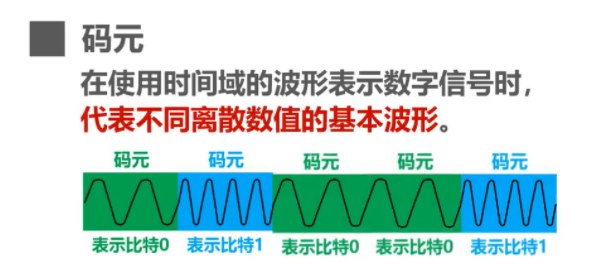 码元
在使用时间域的波形表示数字信号时，
代表不同离散数值的基本波形。
码元 码元 码元 码元 码元
表示比特0 表示比特1 表示比特0 表示比特0 表示比特1